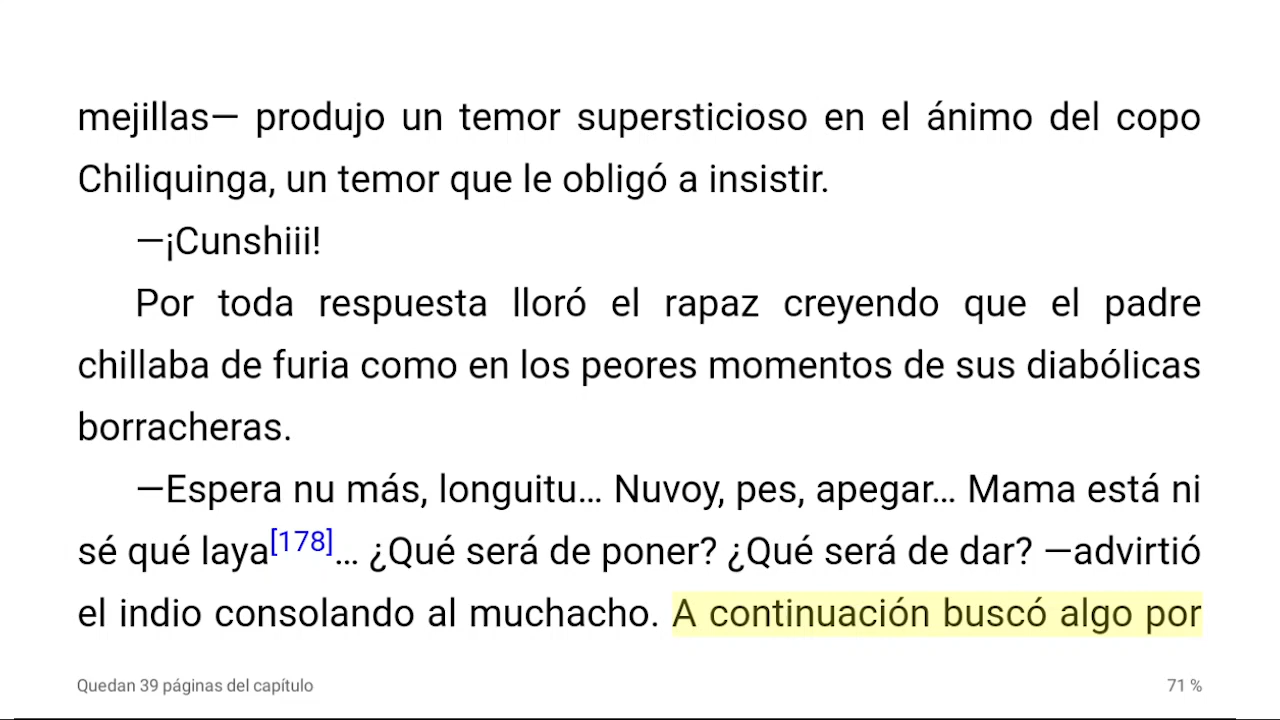 mejillas— produjo un temor supersticioso en el ánimo del copo
Chiliquinga, un temor que le obligó a insistir.
—¡Cunshiii!
Por toda respuesta lloró el rapaz creyendo que el padre
chillaba de furia como en los peores momentos de sus diabólicas
borracheras.
—Espera nu más, longuitu... Nuvoy, pes, apegar... Mama está ni
sé qué laya[178]... ¿Qué será de poner? ¿Qué será de dar? —advirtió
el indio consolando al muchacho. A continuación buscó algo por
Quedan 39 páginas del capítulo
71 %